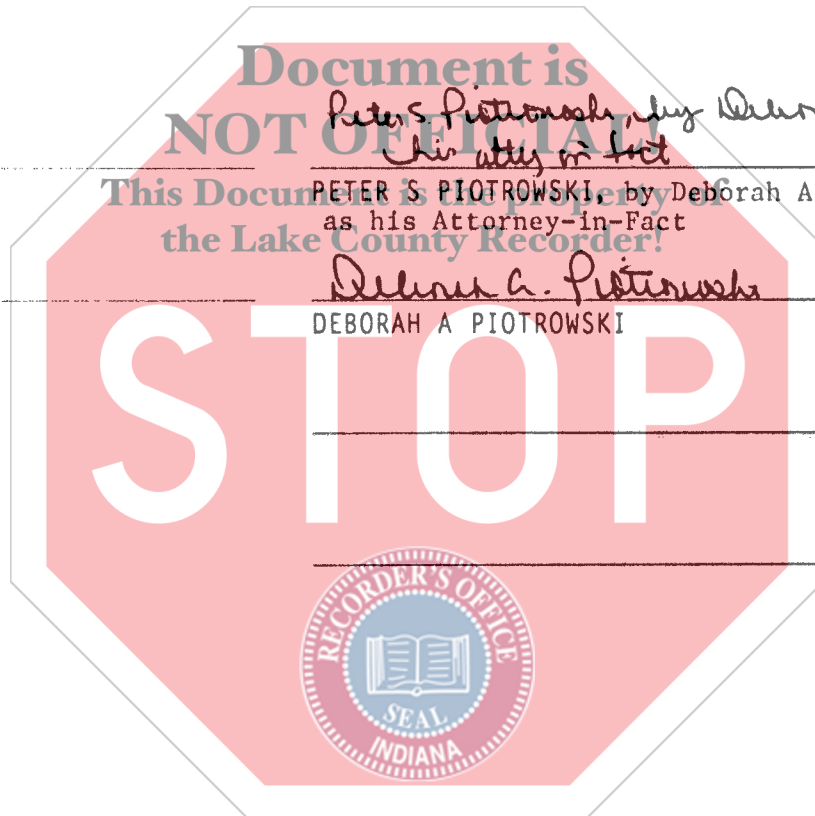 Document is
NOT OFFICIAL!
This Document is the property of
the Lake County Recorder!
Peter S. Piotrowski, by Debor
his atty in fact
PETER S PIOTROWSKI, by Deborah A
as his Attorney-in-Fact
Deborah A. Piotrowski
DEBORAH A PIOTROWSKI
STOP
RECORDER'S OFFICE
SEAL
INDIANA